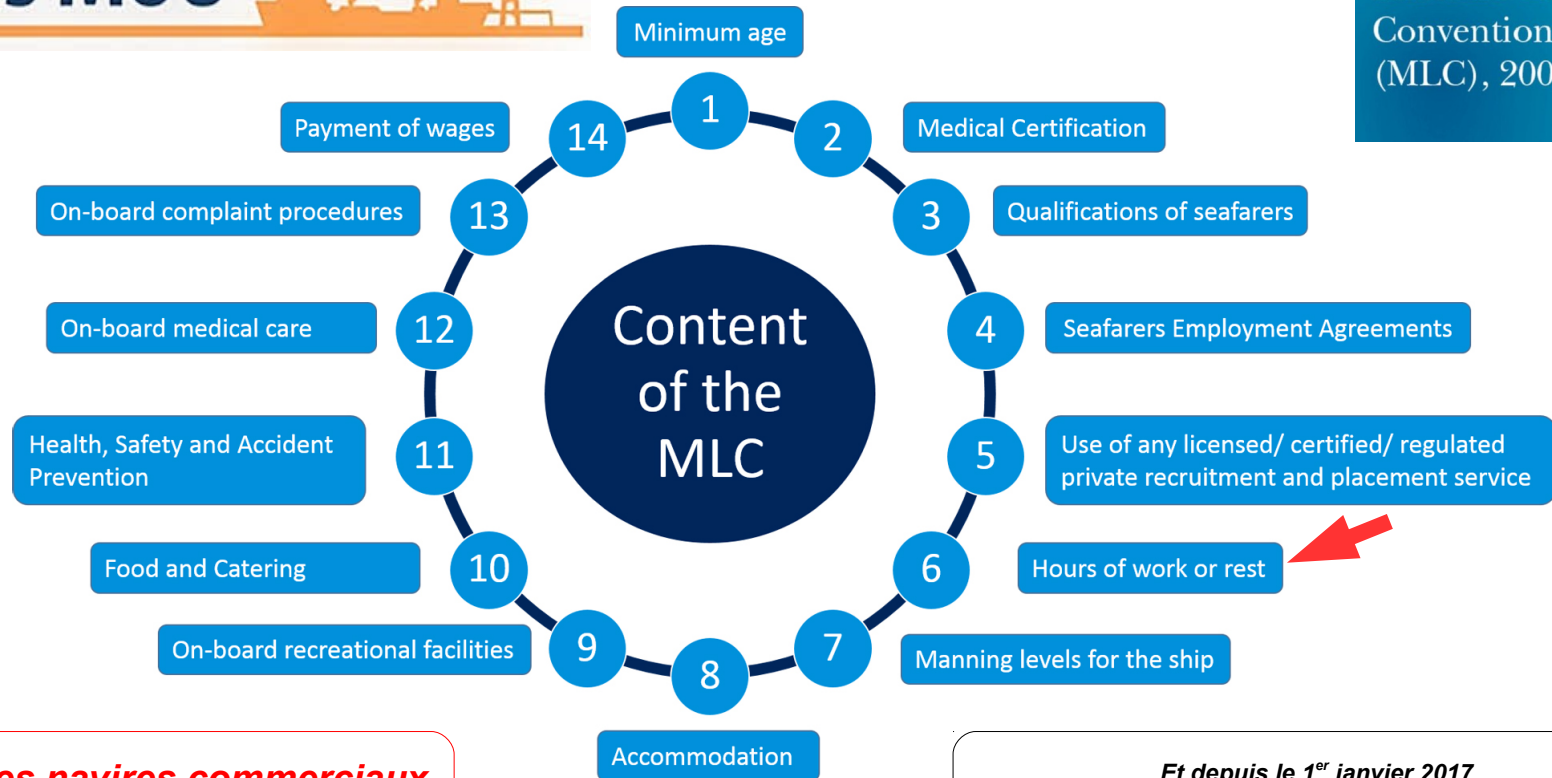 MOU
Convention
(MLC), 200
Minimum age
1
Payment of wages
14
2
Medical Certification
On-board complaint procedures
13
3
Qualifications of seafarers
On-board medical care
12
Content
of the
MLC
4
Seafarers Employment Agreements
Health, Safety and Accident
Prevention
11
5
Use of any licensed/ certified/ regulated
private recruitment and placement service
Food and Catering
10
6
Hours of work or rest
On-board recreational facilities
9
7
Manning levels for the ship
8
Accommodation
es navires commerciaux
Et depuis le 1er janvier 2017